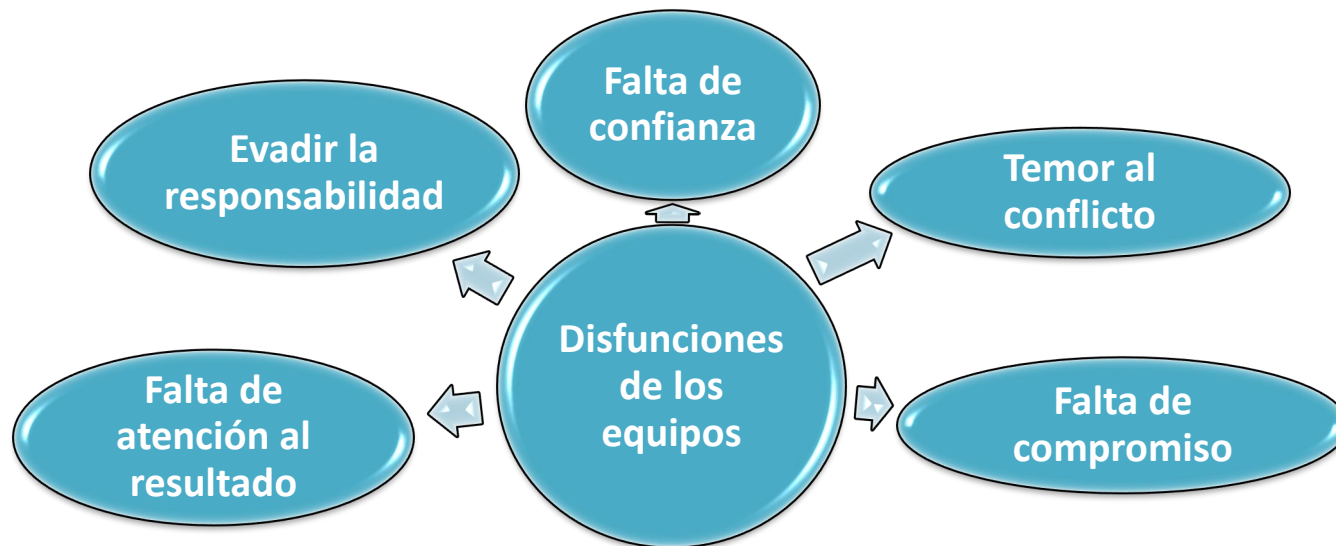 Falta de
confianza
Evadir la
responsabilidad
Temor al
conflicto
Disfunciones
de los
equipos
Falta de
atención al
resultado
Falta de
compromiso